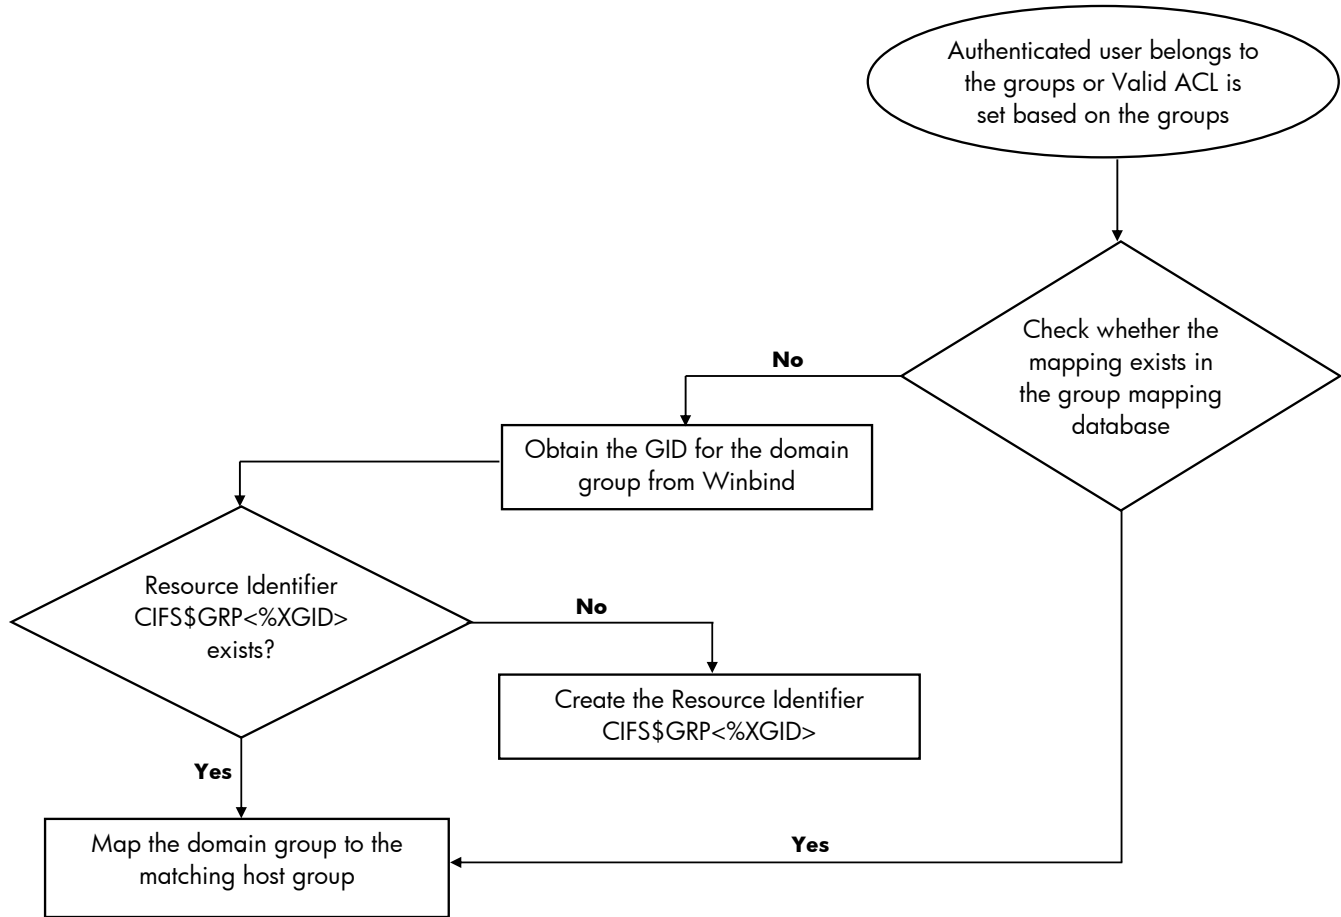 Authenticated user belongs to
the groups or Valid ACL is
set based on the groups
Check whether the
mapping exists in
the group mapping
database
No
Obtain the GID for the domain
group from Winbind
Resource Identifier
CIFS$GRP<%XGID>
exists?
No
Create the Resource Identifier
CIFS$GRP<%XGID>
Yes
Map the domain group to the
matching host group
Yes